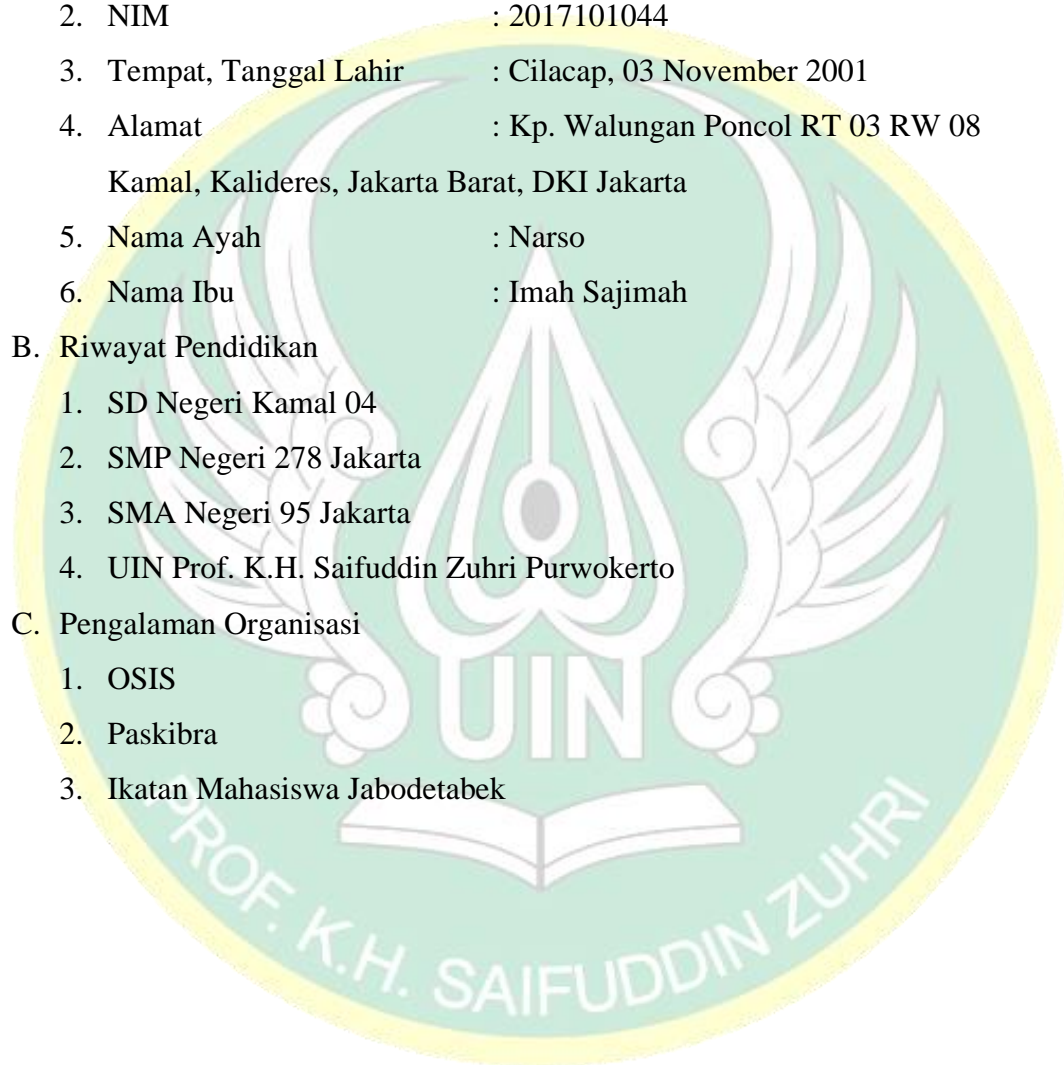 2. NIM : 2017101044
3. Tempat, Tanggal Lahir : Cilacap, 03 November 2001
4. Alamat : Kp. Walungan Poncol RT 03 RW 08
Kamal, Kalideres, Jakarta Barat, DKI Jakarta
5. Nama Ayah : Narso
6. Nama Ibu : Imah Sajimah
B. Riwayat Pendidikan
1. SD Negeri Kamal 04
2. SMP Negeri 278 Jakarta
3. SMA Negeri 95 Jakarta
4. UIN Prof. K.H. Saifuddin Zuhri Purwokerto
C. Pengalaman Organisasi
1. OSIS
2. Paskibra
3. Ikatan Mahasiswa Jabodetabek
UIN
PROF. K.H. SAIFUDDIN ZUHRI